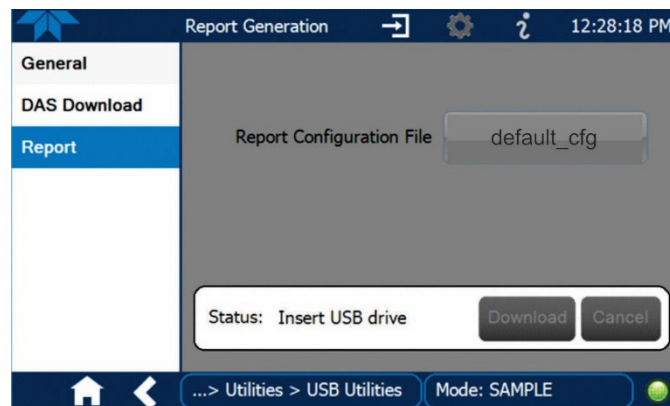 Report Generation
12:28:18 PM
General
DAS Download
Report
Report Configuration File
default_cfg
Status: Insert USB drive
Download
Cancel
...> Utilities > USB Utilities
Mode: SAMPLE